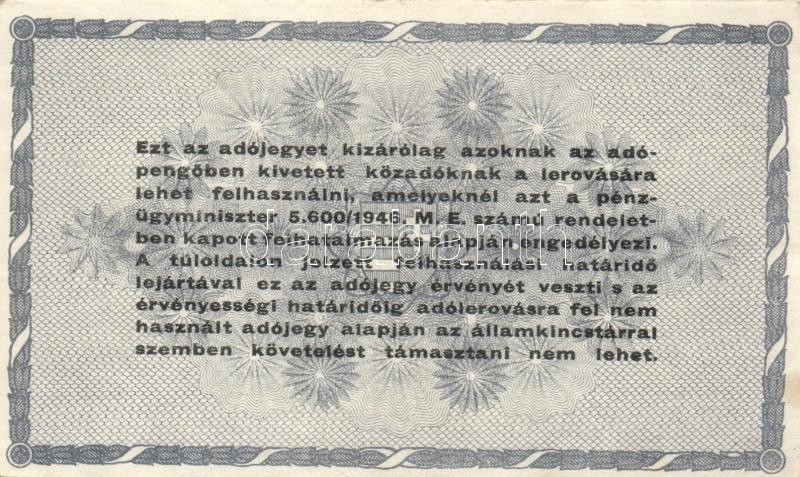 Ezt az adójegyet kizárólag azoknak az adó-
pengőben kivetett közadóknak a lerovására
lehet felhasználni, amelyeknél azt a pénz-
ügyminiszter 5.600/1946. M. E. számú rendelet-
ben kapott felhatalmazás alapján engedélyezi.
A túloldalon jelzett felhasználási határidő
lejártával ez az adójegy érvényét veszti s az
érvényességi határidőig adólerovásra fel nem
használt adójegy alapján az államkincstárral
szemben követelést támasztani nem lehet.